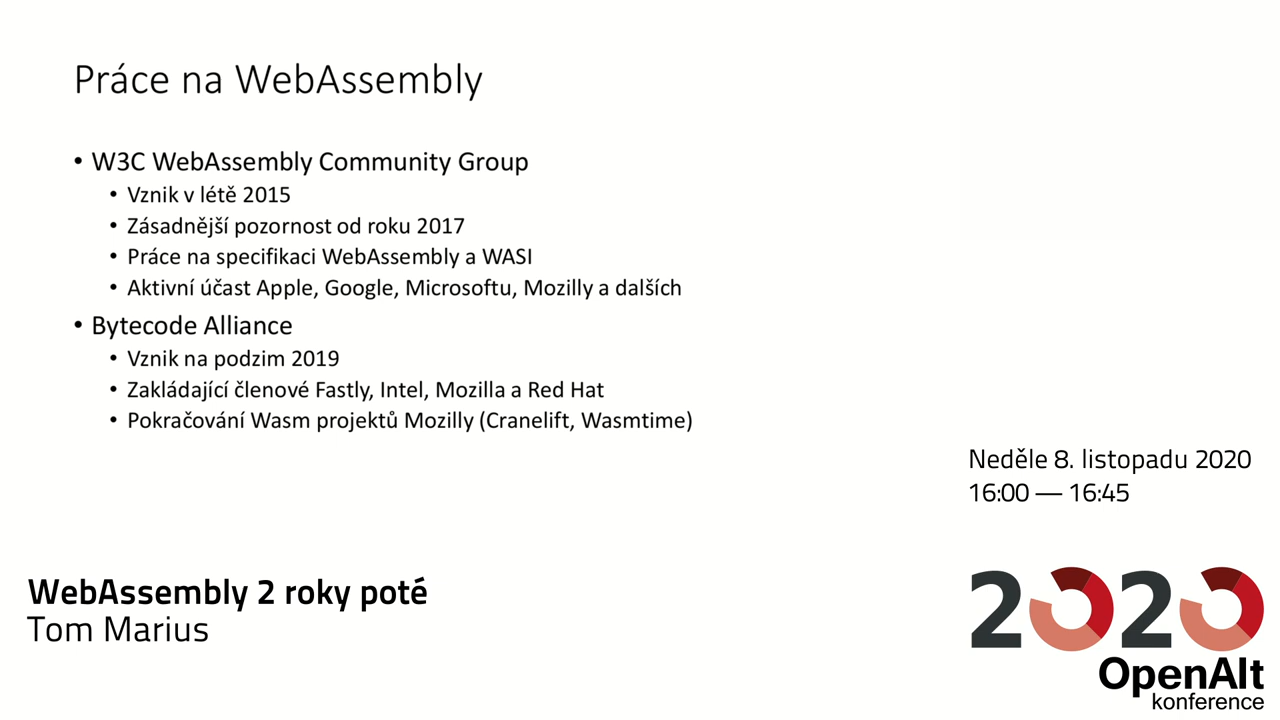 Práce na WebAssembly
• W3C WebAssembly Community Group
• Vznik v létě 2015
• Zásadnější pozornost od roku 2017
• Práce na specifikaci WebAssembly a WASI
• Aktivní účast Apple, Google, Microsoftu, Mozilly a dalších
• Bytecode Alliance
• Vznik na podzim 2019
• Zakládající členové Fastly, Intel, Mozilla a Red Hat
• Pokračování Wasm projektů Mozilly (Cranelift, Wasmtime)
Neděle 8. listopadu 2020
16:00 — 16:45
WebAssembly 2 roky poté
Tom Marius
2020
OpenAlt
konference